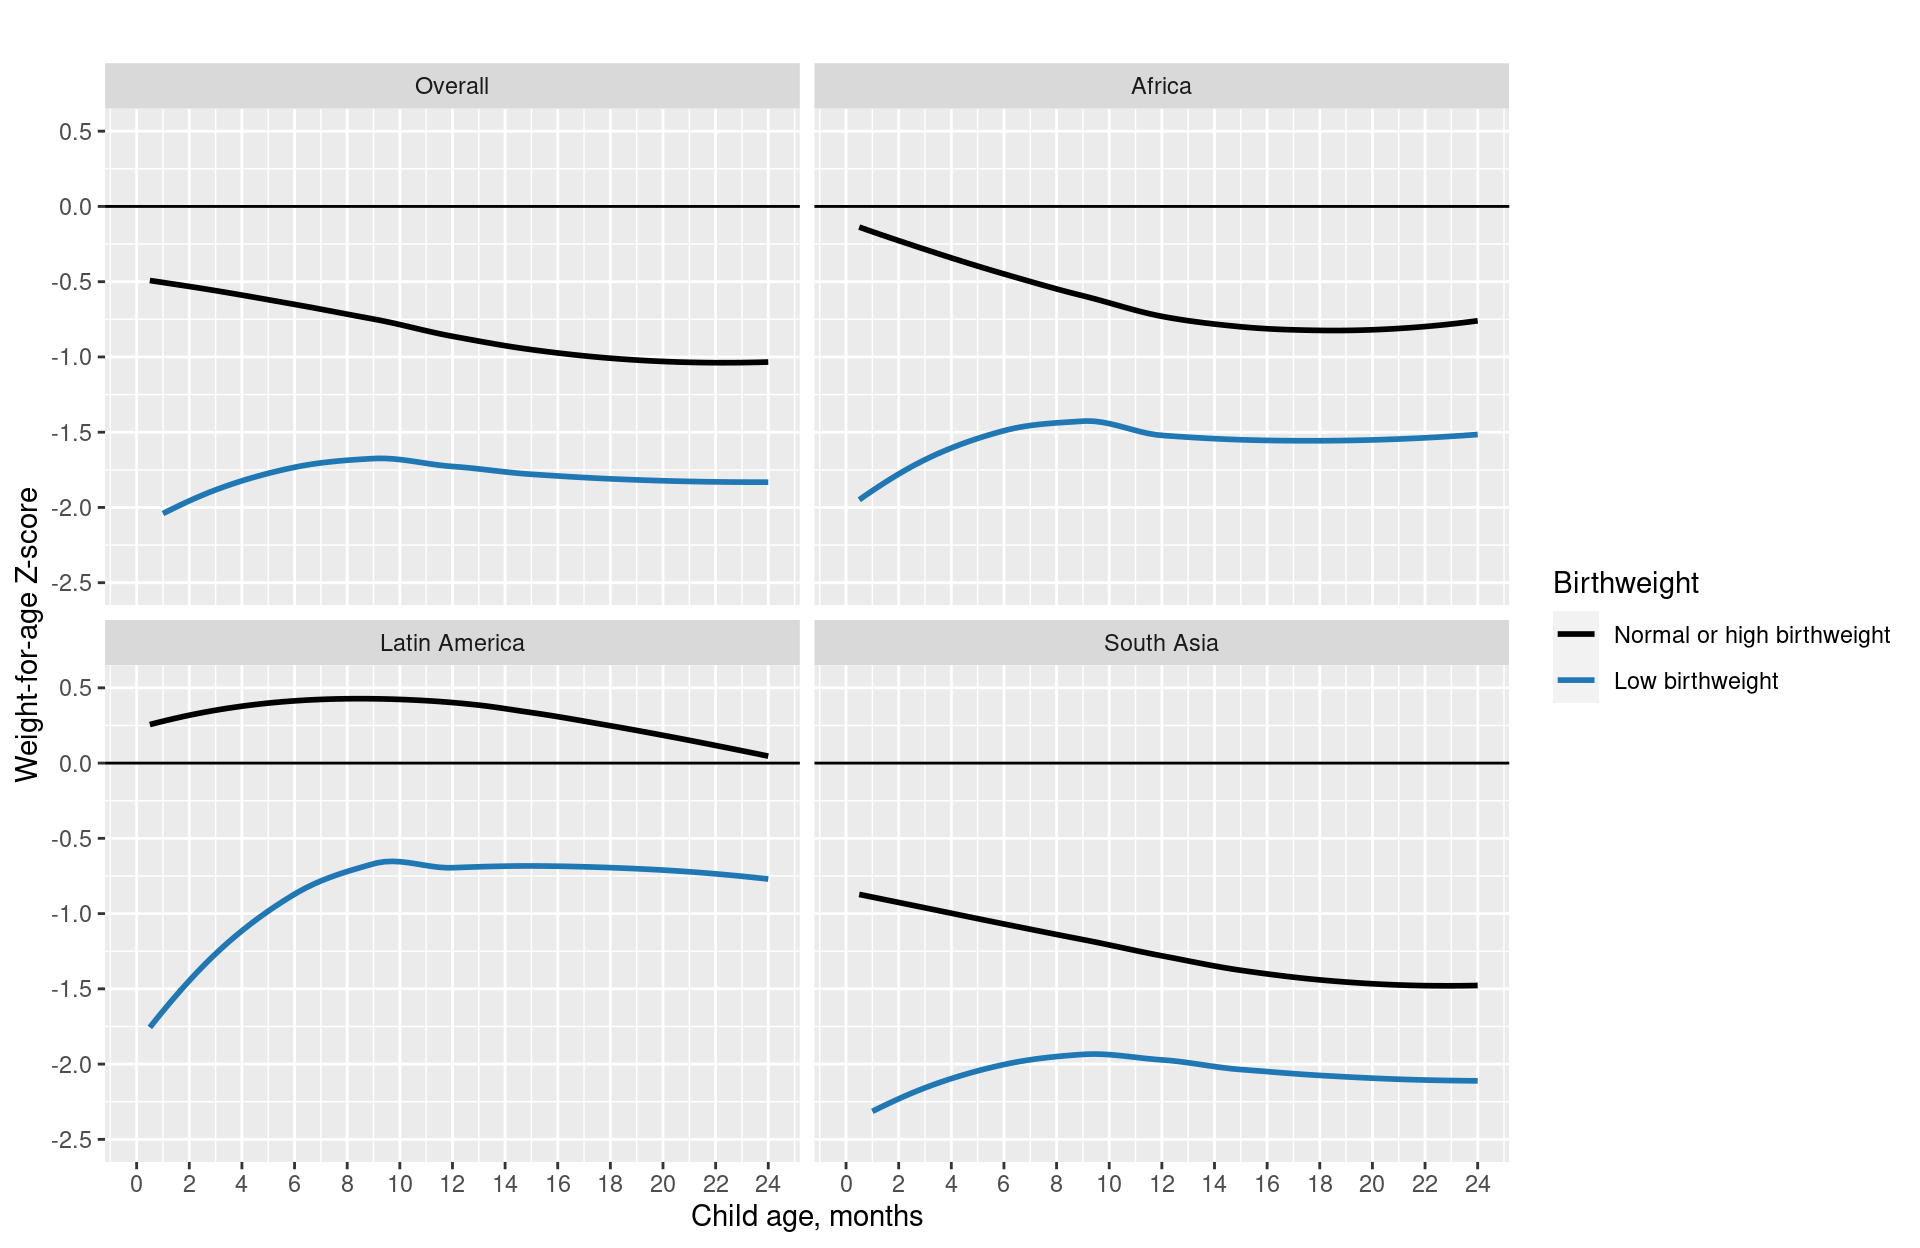 Overall
Africa
0.5
0.0
-0.5
-1.0
-1.5
-2.0
-2.5
Latin America
South Asia
0.5
0.0
-0.5
-1.0
-1.5
-2.0
-2.5
0 2 4 6 8 10 12 14 16 18 20 22 24
0 2 4 6 8 10 12 14 16 18 20 22 24
Child age, months
Weight-for-age Z-score
Birthweight
Normal or high birthweight
Low birthweight